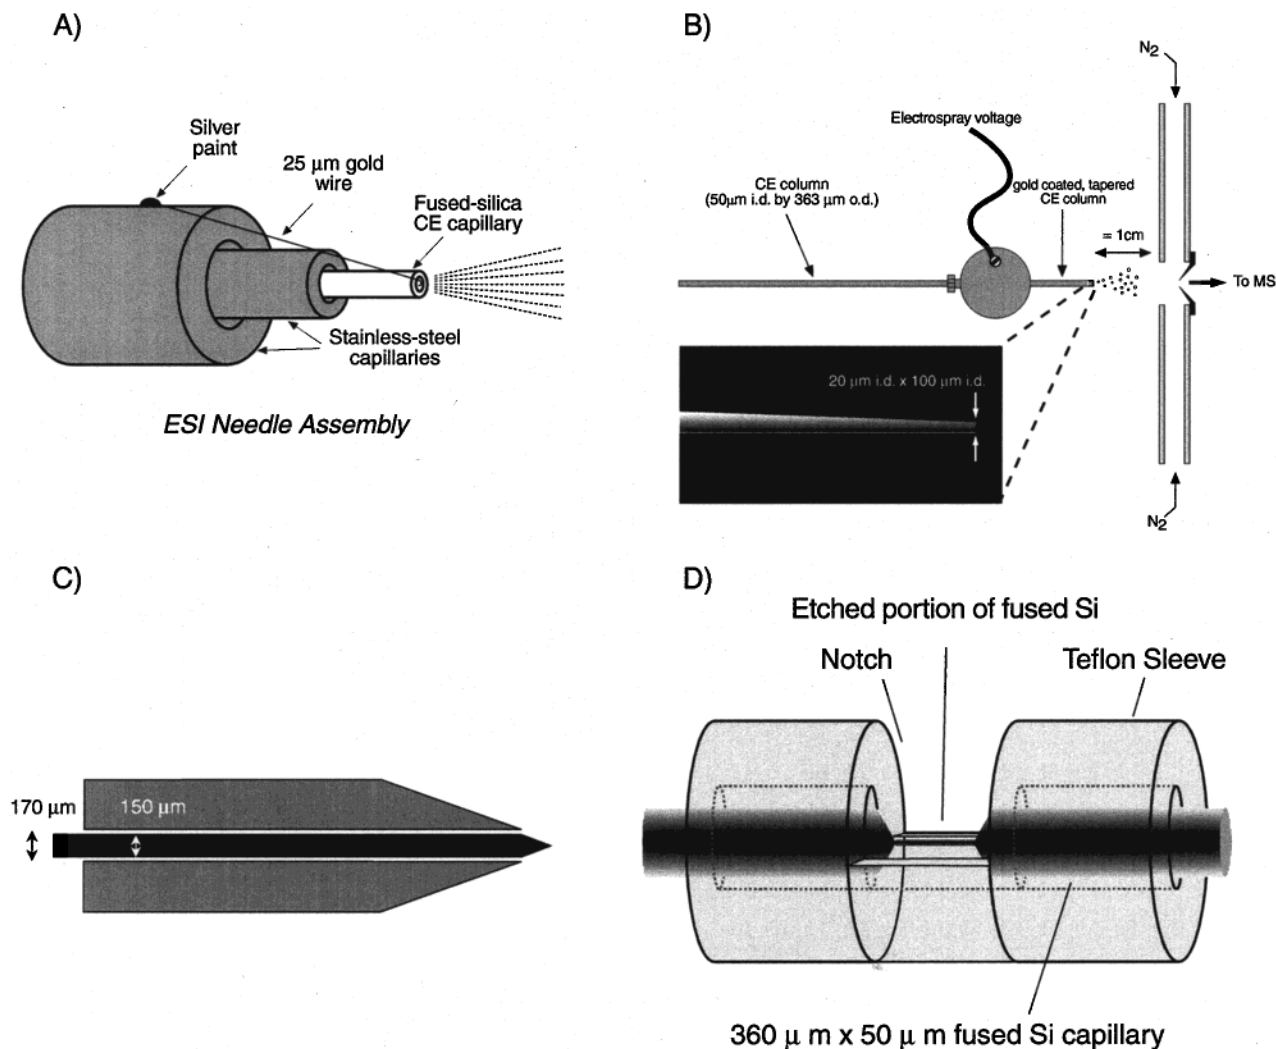 A)
Silver
paint
25 μm gold
wire
Fused-silica
CE capillary
Stainless-steel
capillaries
ESI Needle Assembly
B)
N2
Electrospray voltage
CE column
(50μm i.d. by 363 μm o.d.)
gold coated, tapered
CE column
= 1cm
To MS
20 μm i.d. x 100 μm i.d.
N2
C)
170 μm
150 μm
D)
Etched portion of fused Si
Notch
Teflon Sleeve
360 μ m x 50 μ m fused Si capillary